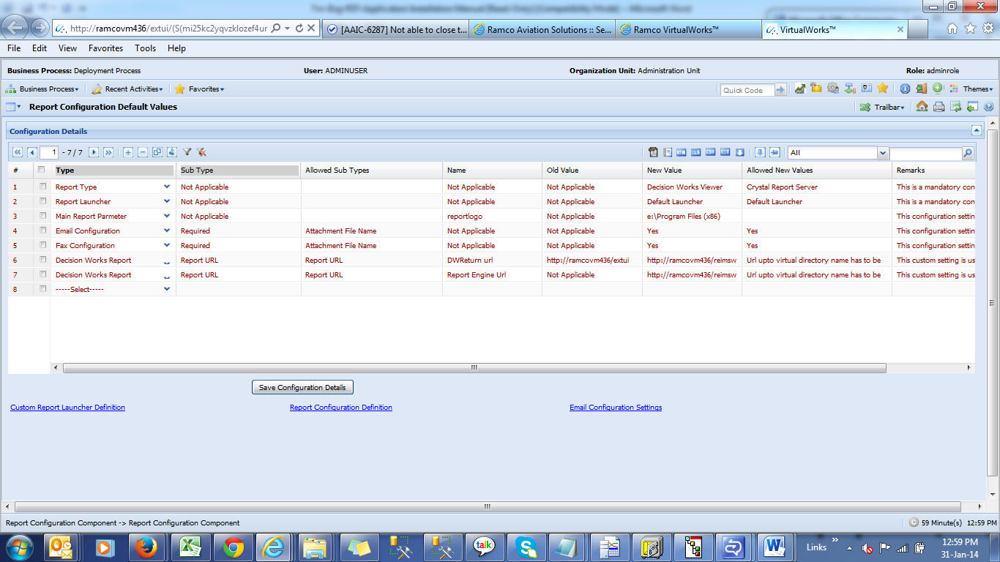 Tvn-Bug-RFP-Application Installation Manual [Read-Only] [Compatibility Mode] - Microsoft Word
http://ramcovm436/extui/(S(mi25kc2yqvzklozef4ur
[AAIC-6287] Not able to close t...
Ramco Aviation Solutions :: Se...
Ramco VirtualWorks™
VirtualWorks™
File Edit View Favorites Tools Help
Business Process: Deployment Process User: ADMINUSER Organization Unit: Administration Unit Role: adminrole
Business Process Recent Activities Favorites Quick Code Themes
Report Configuration Default Values Trailbar
Configuration Details
1 - 7 / 7 All
# Type Sub Type Allowed Sub Types Name Old Value New Value Allowed New Values Remarks
1 Report Type Not Applicable Not Applicable Not Applicable Decision Works Viewer Crystal Report Server This is a mandatory con
2 Report Launcher Not Applicable Not Applicable Not Applicable Default Launcher Default Launcher This is a mandatory con
3 Main Report Parmeter Not Applicable reportlogo Not Applicable e:\Program Files (x86) This configuration settin
4 Email Configuration Required Attachment File Name Not Applicable Not Applicable Yes Yes This configuration settin
5 Fax Configuration Required Attachment File Name Not Applicable Not Applicable Yes Yes This configuration settin
6 Decision Works Report Report URL Report URL DWReturn url http://ramcovm436/extui http://ramcovm436/reimsw Url upto virtual directory name has to be This custom setting is us
7 Decision Works Report Report URL Report URL Report Engine Url Not Applicable http://ramcovm436/reimsw Url upto virtual directory name has to be This custom setting is us
8 -----Select-----
Save Configuration Details
Custom Report Launcher Definition Report Configuration Definition Email Configuration Settings
Report Configuration Component -> Report Configuration Component 59 Minute(s) 12:59 PM
talk
Links
12:59 PM
31-Jan-14